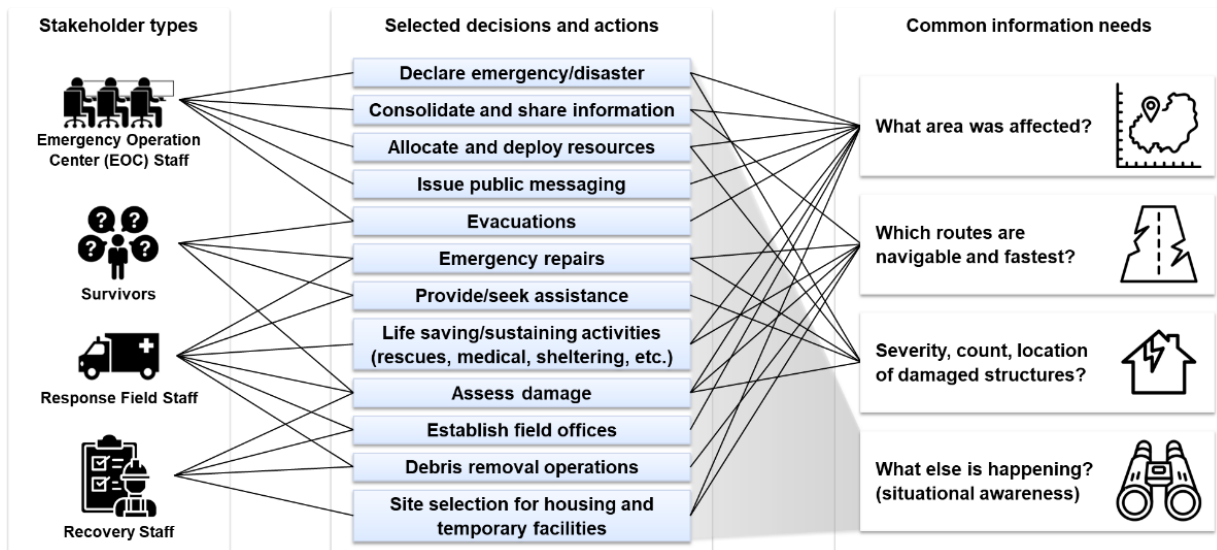 Stakeholder types
Emergency Operation
Center (EOC) Staff
Survivors
Response Field Staff
Recovery Staff
Selected decisions and actions
Declare emergency/disaster
Consolidate and share information
Allocate and deploy resources
Issue public messaging
Evacuations
Emergency repairs
Provide/seek assistance
Life saving/sustaining activities
(rescues, medical, sheltering, etc.)
Assess damage
Establish field offices
Debris removal operations
Site selection for housing and
temporary facilities
Common information needs
What area was affected?
Which routes are
navigable and fastest?
Severity, count, location
of damaged structures?
What else is happening?
(situational awareness)